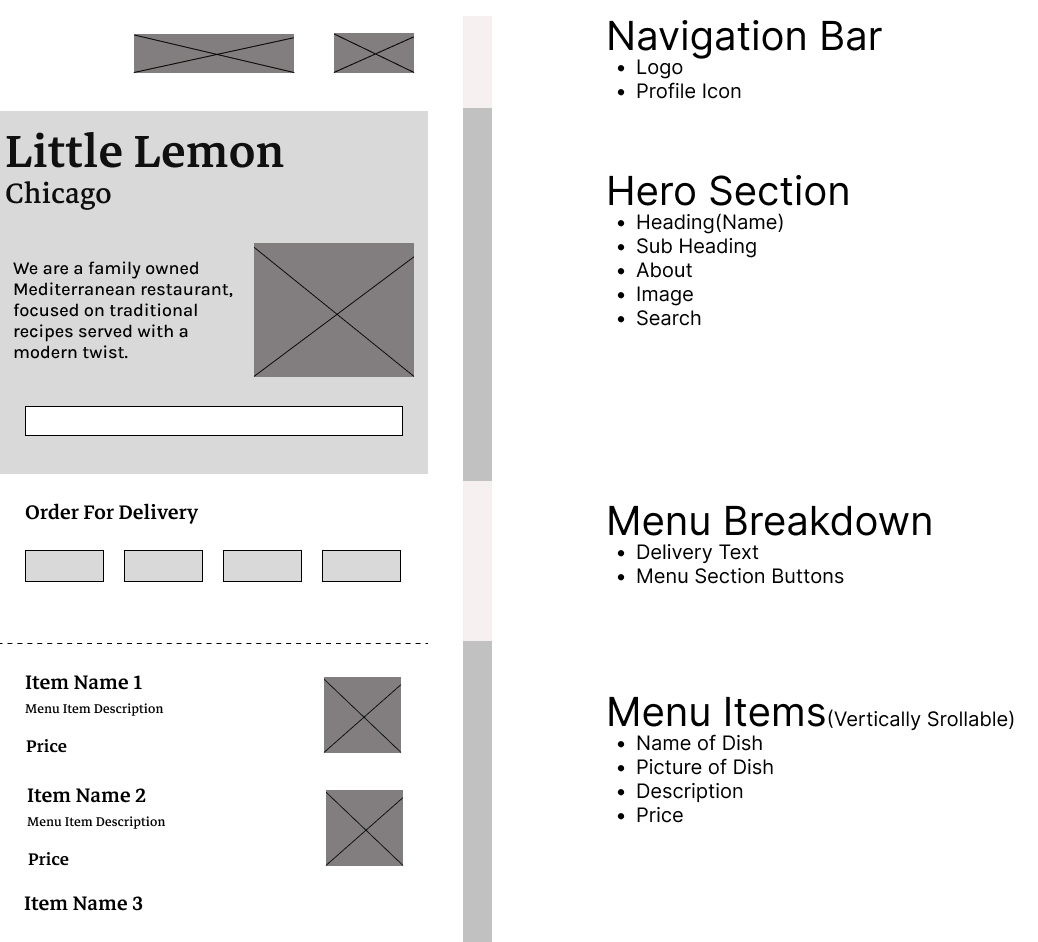 Little Lemon
Chicago
We are a family owned
Mediterranean restaurant,
focused on traditional
recipes served with a
modern twist.
Order For Delivery
Item Name 1
Menu Item Description
Price
Item Name 2
Menu Item Description
Price
Item Name 3
Navigation Bar
• Logo
• Profile Icon
Hero Section
• Heading(Name)
• Sub Heading
• About
• Image
• Search
Menu Breakdown
• Delivery Text
• Menu Section Buttons
Menu Items(Vertically Srollable)
• Name of Dish
• Picture of Dish
• Description
• Price